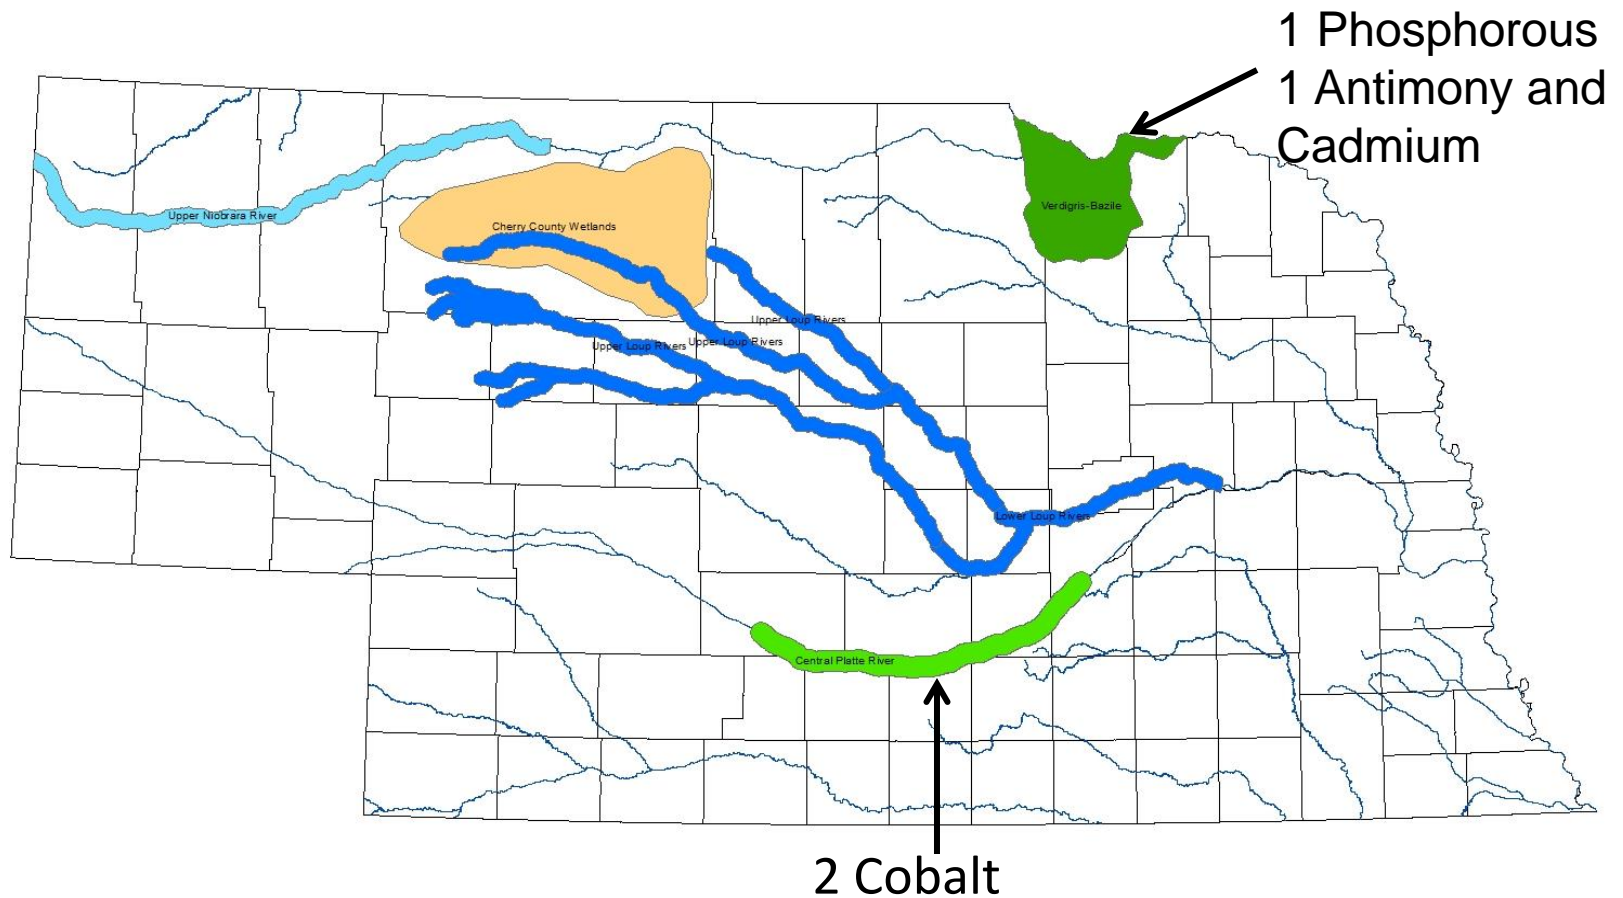 1 Phosphorous
1 Antimony and
Cadmium
Verdigris-Bazile
Upper Niobrara River
Cherry County Wetlands
Upper Loup Rivers
Upper Loup Rivers
Upper Loup Rivers
Lower Loup Rivers
Central Platte River
2 Cobalt